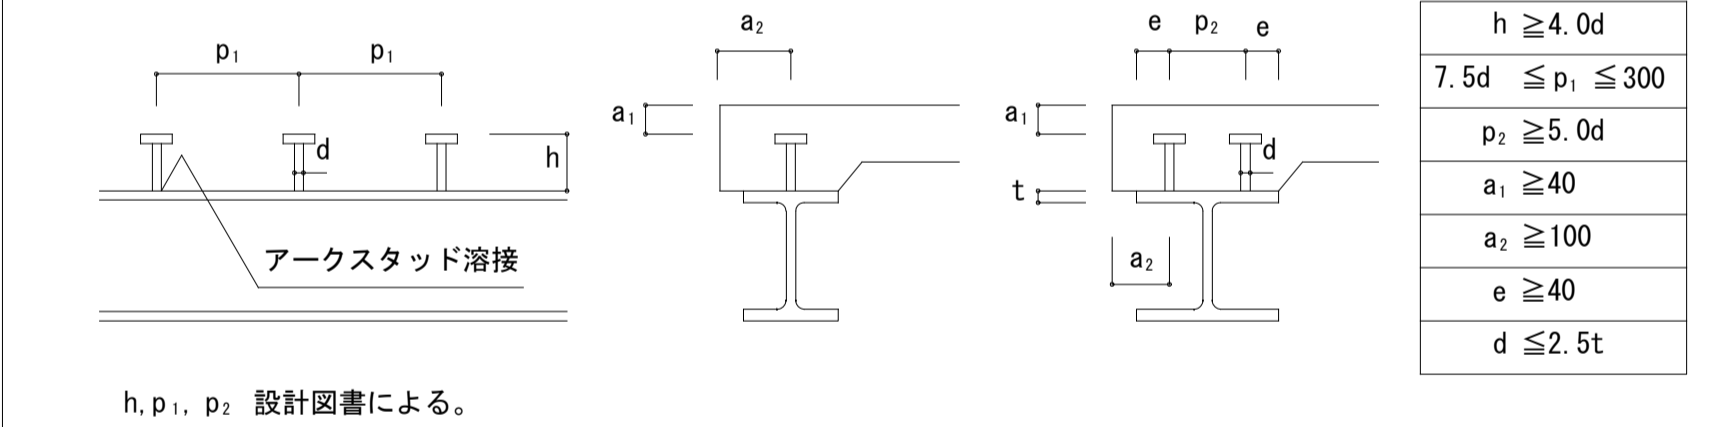 p₁ p₁
d
h
アークスタッド溶接
h,p₁, p₂ 設計図書による。
a₂
a₁
e p₂ e
a₁
d
t
a₂
h ≧4.0d
7.5d ≦p₁ ≦300
p₂ ≧5.0d
a₁ ≧40
a₂ ≧100
e ≧40
d ≦2.5t